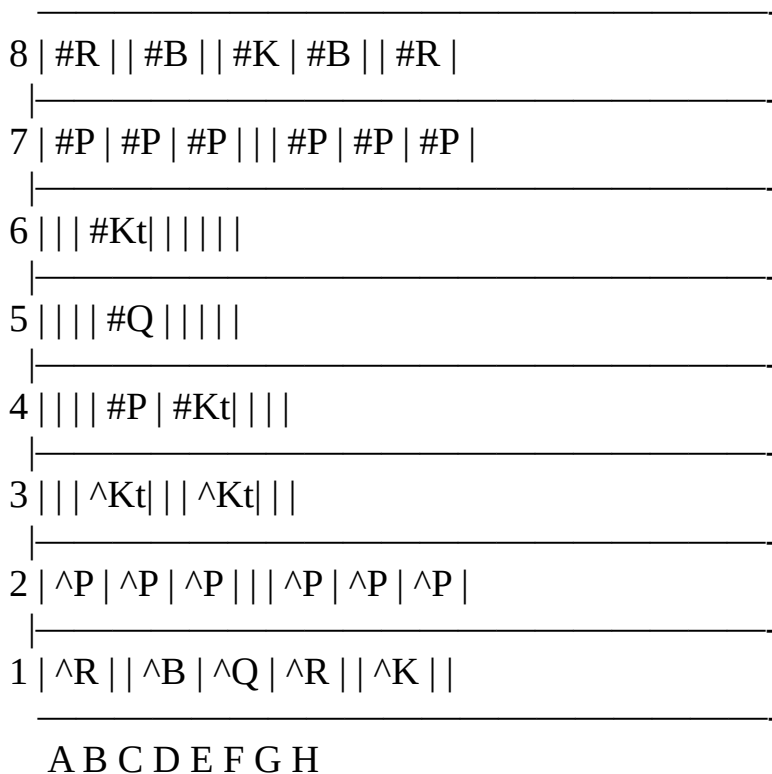 ————————————————————
8 | #R | | #B | | #K | #B | | #R |
|————————————————————-
7 | #P | #P | #P | | | #P | #P | #P |
|————————————————————-
6 | | | #Kt| | | | | |
|————————————————————-
5 | | | | #Q | | | | |
|————————————————————-
4 | | | | #P | #Kt| | | |
|————————————————————-
3 | | | ^Kt| | | ^Kt| | |
|————————————————————-
2 | ^P | ^P | ^P | | | ^P | ^P | ^P |
|————————————————————-
1 | ^R | | ^B | ^Q | ^R | | ^K | |
————————————————————-
A B C D E F G H